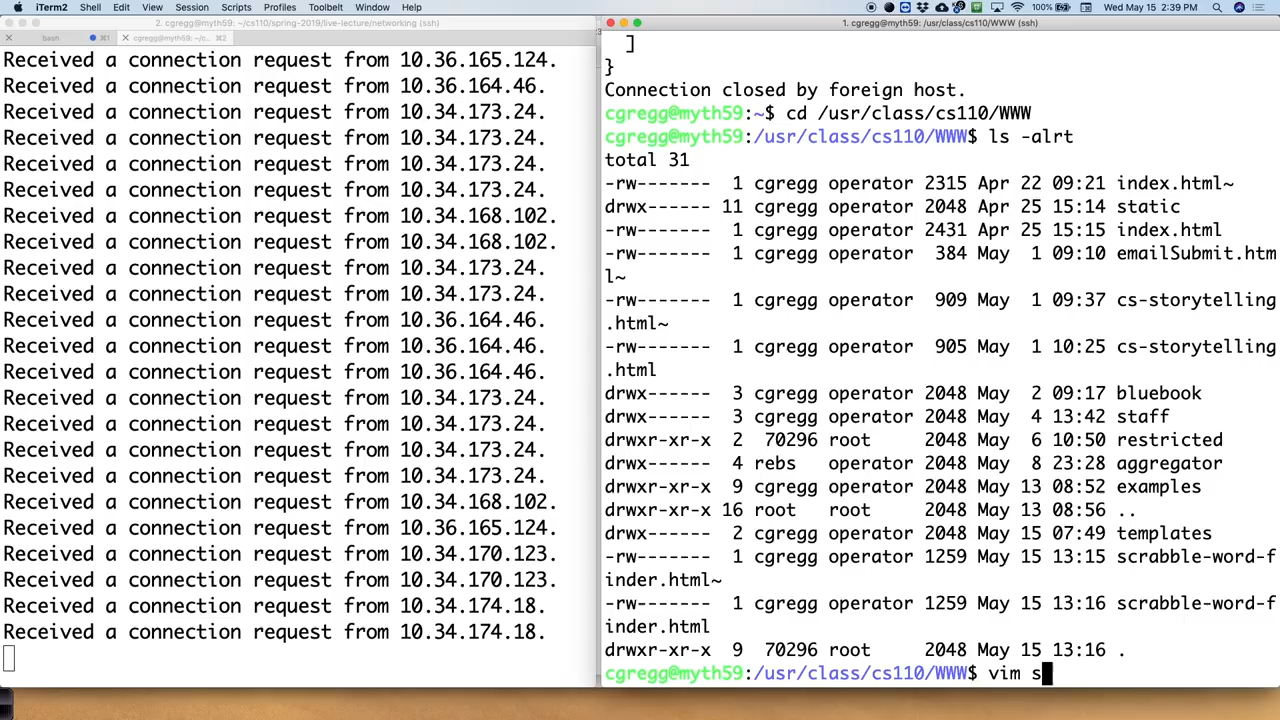 iTerm2 Shell Edit View Session Scripts Profiles Toolbelt Window Help 100% Wed May 15 2:39 PM
2. cgregg@myth59: ~/cs110/spring-2019/live-lecture/networking (ssh)
bash ⌘1 cgregg@myth59: ~/c... ⌘2
Received a connection request from 10.36.165.124.
Received a connection request from 10.36.164.46.
Received a connection request from 10.34.173.24.
Received a connection request from 10.34.173.24.
Received a connection request from 10.34.173.24.
Received a connection request from 10.34.173.24.
Received a connection request from 10.34.168.102.
Received a connection request from 10.34.168.102.
Received a connection request from 10.34.173.24.
Received a connection request from 10.34.173.24.
Received a connection request from 10.36.164.46.
Received a connection request from 10.36.164.46.
Received a connection request from 10.36.164.46.
Received a connection request from 10.34.173.24.
Received a connection request from 10.34.173.24.
Received a connection request from 10.34.173.24.
Received a connection request from 10.34.173.24.
Received a connection request from 10.34.168.102.
Received a connection request from 10.36.165.124.
Received a connection request from 10.34.170.123.
Received a connection request from 10.34.170.123.
Received a connection request from 10.34.174.18.
Received a connection request from 10.34.174.18.
1. cgregg@myth59: /usr/class/cs110/WWW (ssh)
]
}
Connection closed by foreign host.
cgregg@myth59:~$ cd /usr/class/cs110/WWW
cgregg@myth59:/usr/class/cs110/WWW$ ls -alrt
total 31
-rw------- 1 cgregg operator 2315 Apr 22 09:21 index.html~
drwx------ 11 cgregg operator 2048 Apr 25 15:14 static
-rw------- 1 cgregg operator 2431 Apr 25 15:15 index.html
-rw------- 1 cgregg operator 384 May 1 09:10 emailSubmit.htm
l~
-rw------- 1 cgregg operator 909 May 1 09:37 cs-storytelling
.html~
-rw------- 1 cgregg operator 905 May 1 10:25 cs-storytelling
.html
drwx------ 3 cgregg operator 2048 May 2 09:17 bluebook
drwx------ 3 cgregg operator 2048 May 4 13:42 staff
drwxr-xr-x 2 70296 root 2048 May 6 10:50 restricted
drwx------ 4 rebs operator 2048 May 8 23:28 aggregator
drwxr-xr-x 9 cgregg operator 2048 May 13 08:52 examples
drwxr-xr-x 16 root root 2048 May 13 08:56 ..
drwx------ 2 cgregg operator 2048 May 15 07:49 templates
-rw------- 1 cgregg operator 1259 May 15 13:15 scrabble-word-f
inder.html~
-rw------- 1 cgregg operator 1259 May 15 13:16 scrabble-word-f
inder.html
drwxr-xr-x 9 70296 root 2048 May 15 13:16 .
cgregg@myth59:/usr/class/cs110/WWW$ vim s